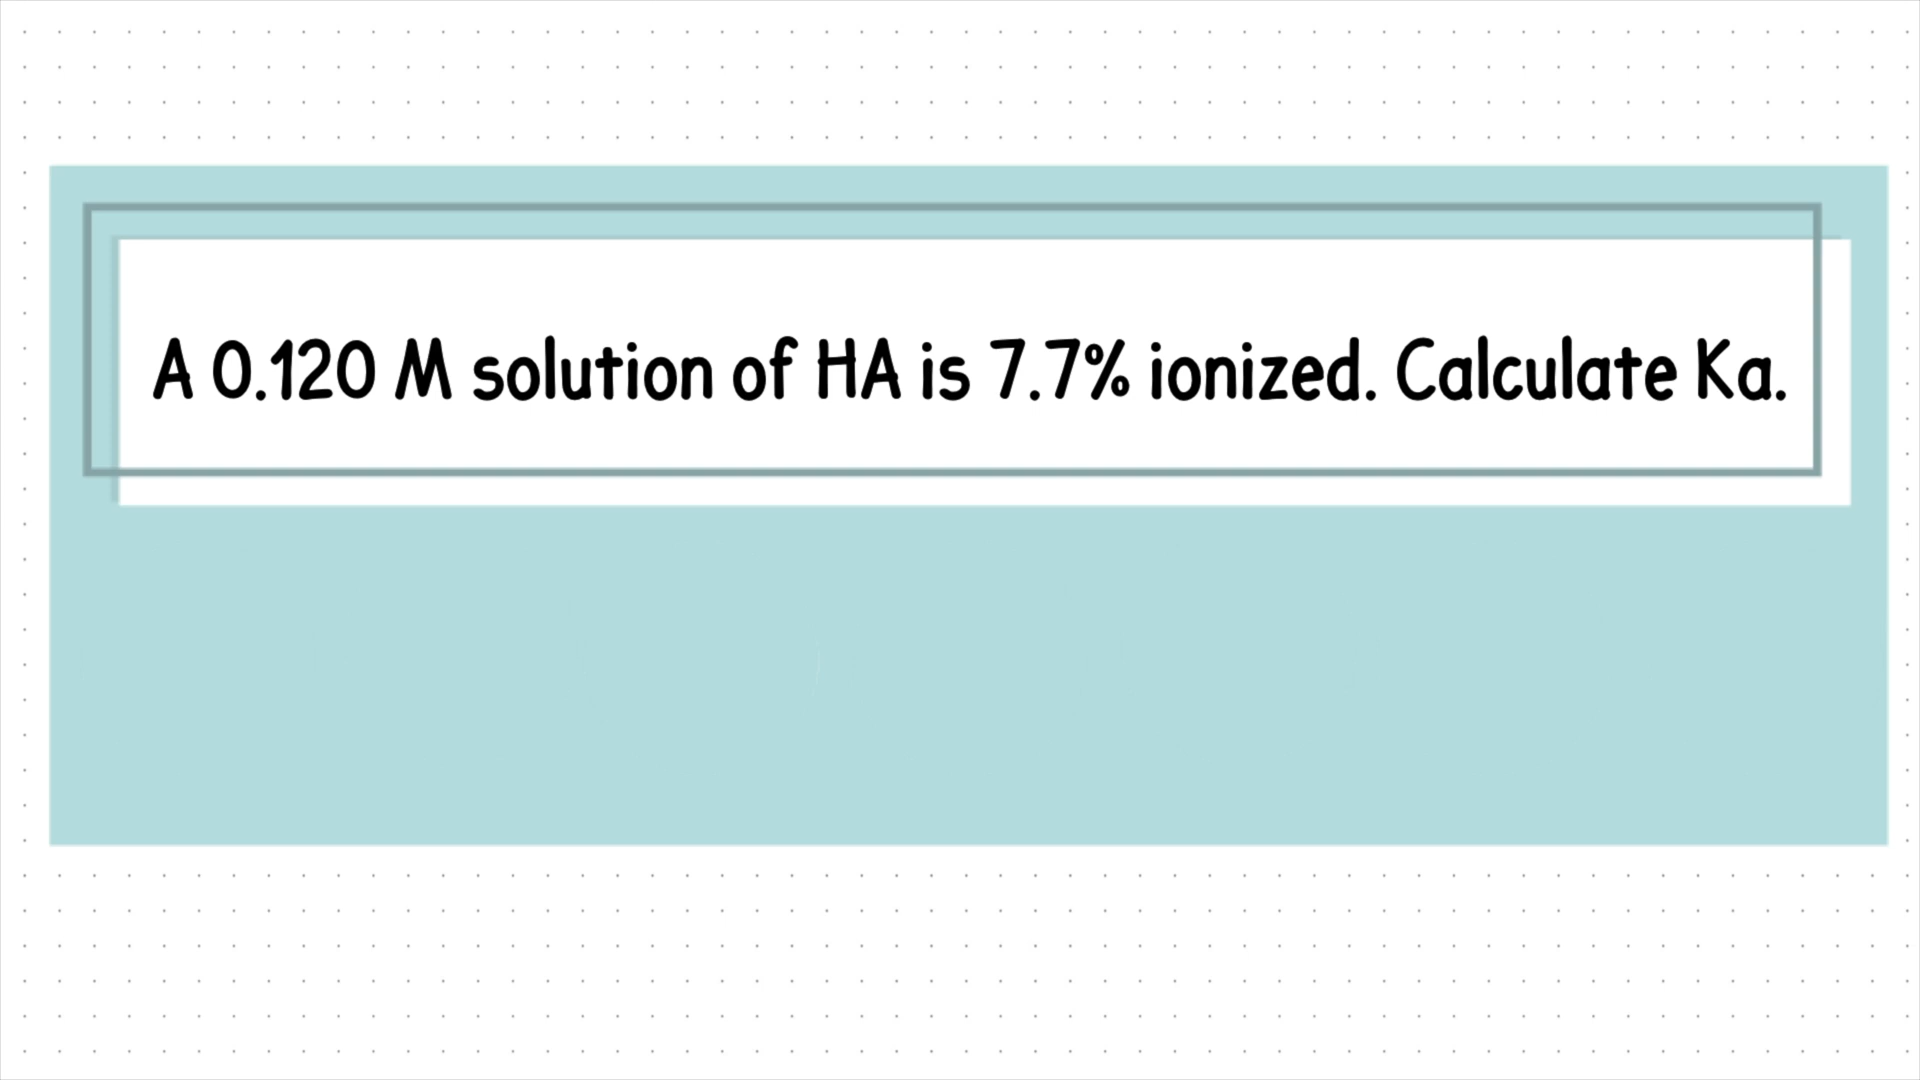 A 0.120 M solution of HA is 7.7% ionized. Calculate Ka.